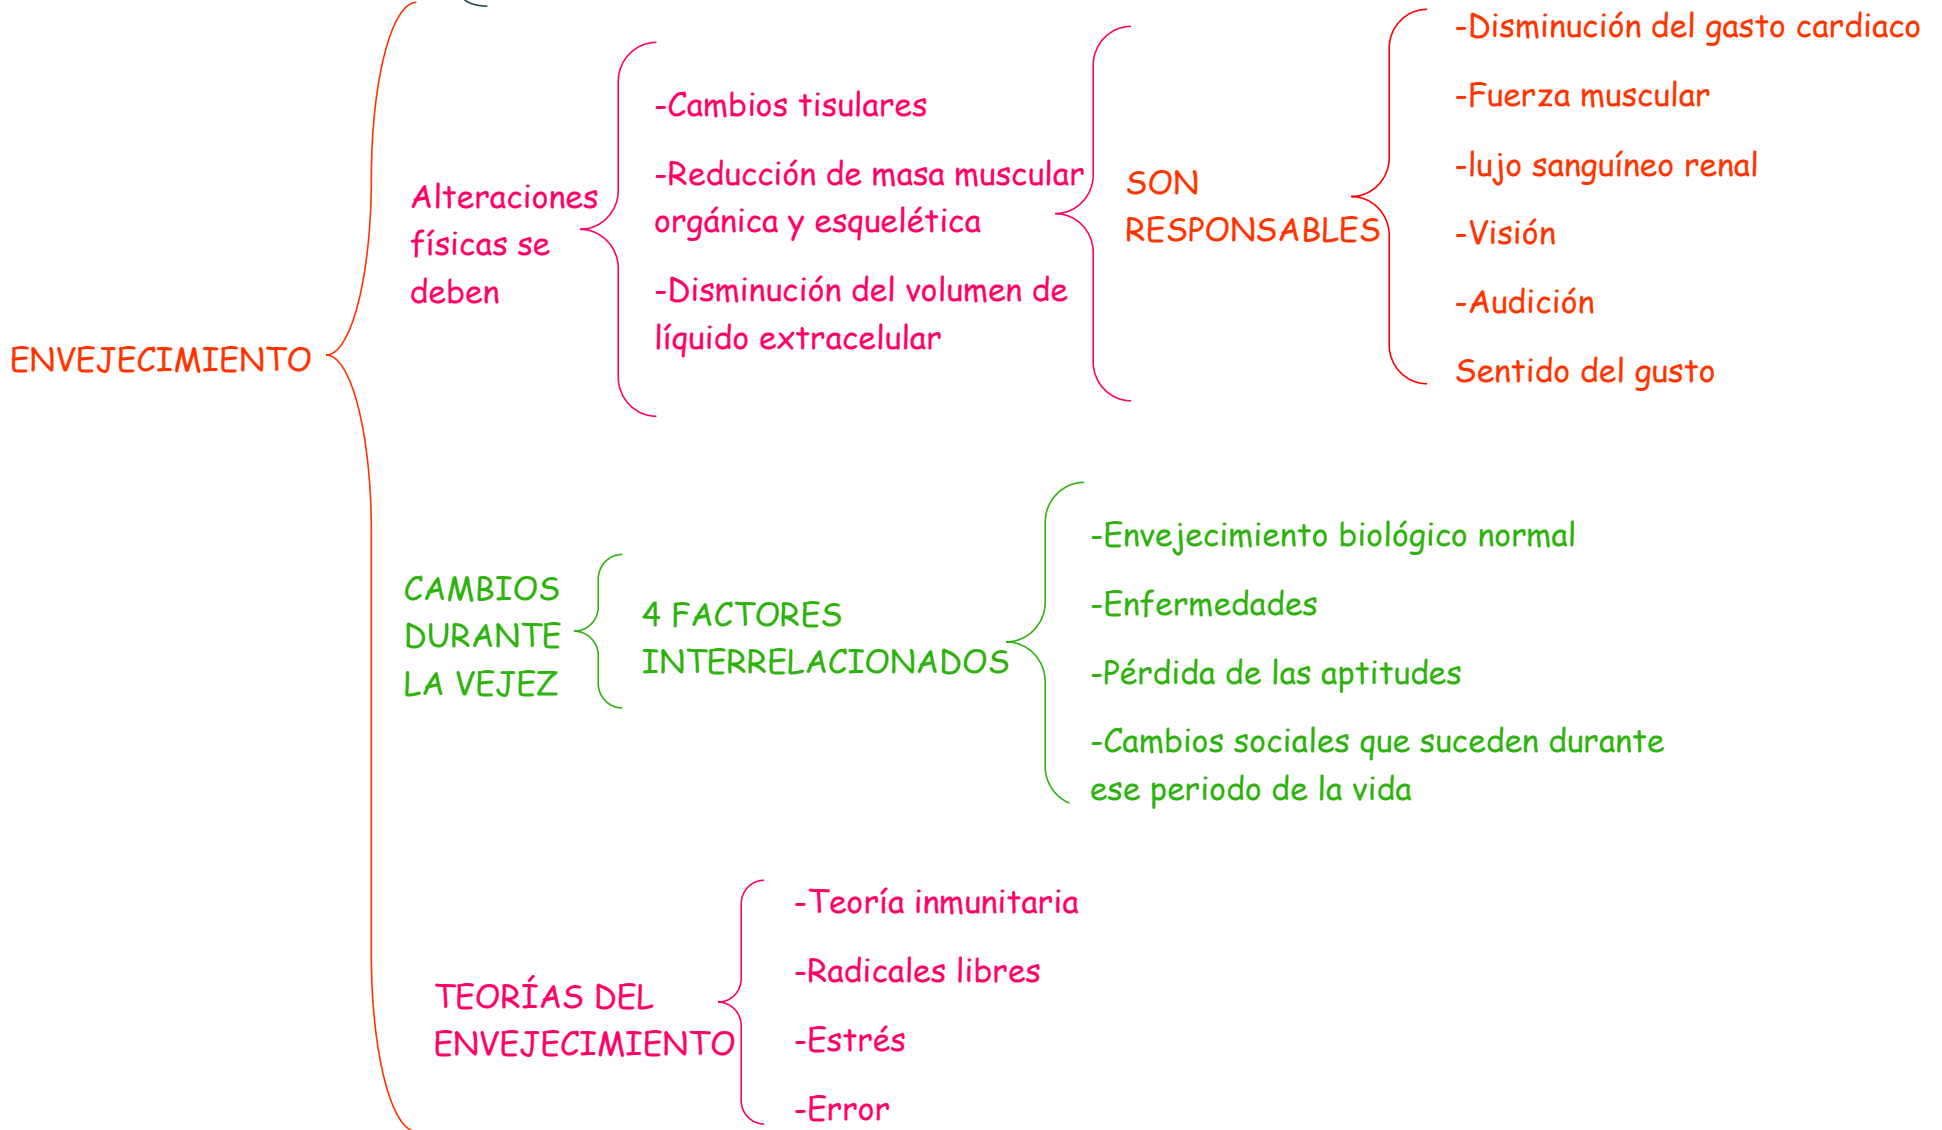 ENVEJECIMIENTO
Alteraciones
físicas se
deben
-Cambios tisulares
-Reducción de masa muscular
orgánica y esquelética
-Disminución del volumen de
líquido extracelular
SON
RESPONSABLES
-Disminución del gasto cardiaco
-Fuerza muscular
-lujo sanguíneo renal
-Visión
-Audición
Sentido del gusto
CAMBIOS
DURANTE
LA VEJEZ
4 FACTORES
INTERRELACIONADOS
-Envejecimiento biológico normal
-Enfermedades
-Pérdida de las aptitudes
-Cambios sociales que suceden durante
ese periodo de la vida
TEORÍAS DEL
ENVEJECIMIENTO
-Teoría inmunitaria
-Radicales libres
-Estrés
-Error